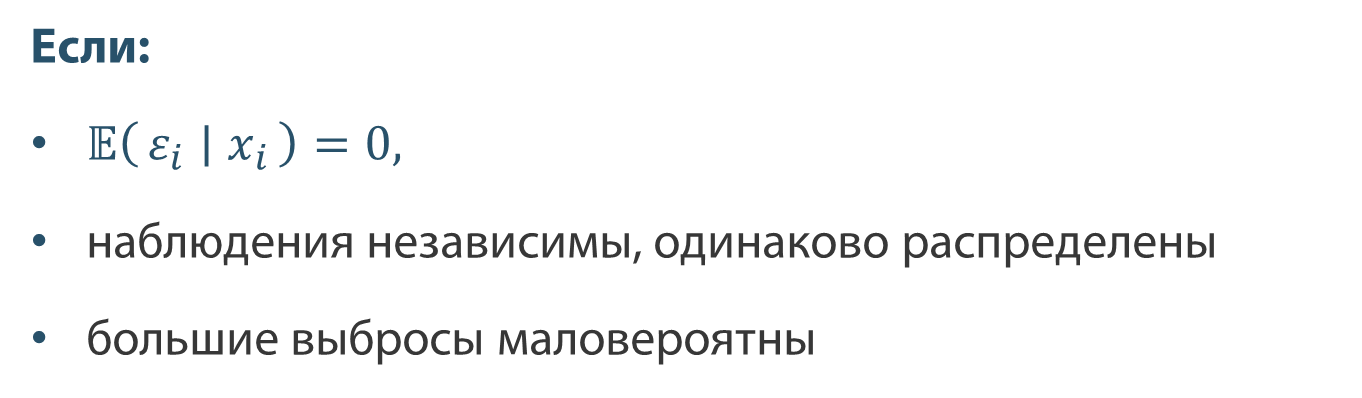 Если:
• 𝔼( εᵢ | xᵢ ) = 0,
• наблюдения независимы, одинаково распределены
• большие выбросы маловероятны